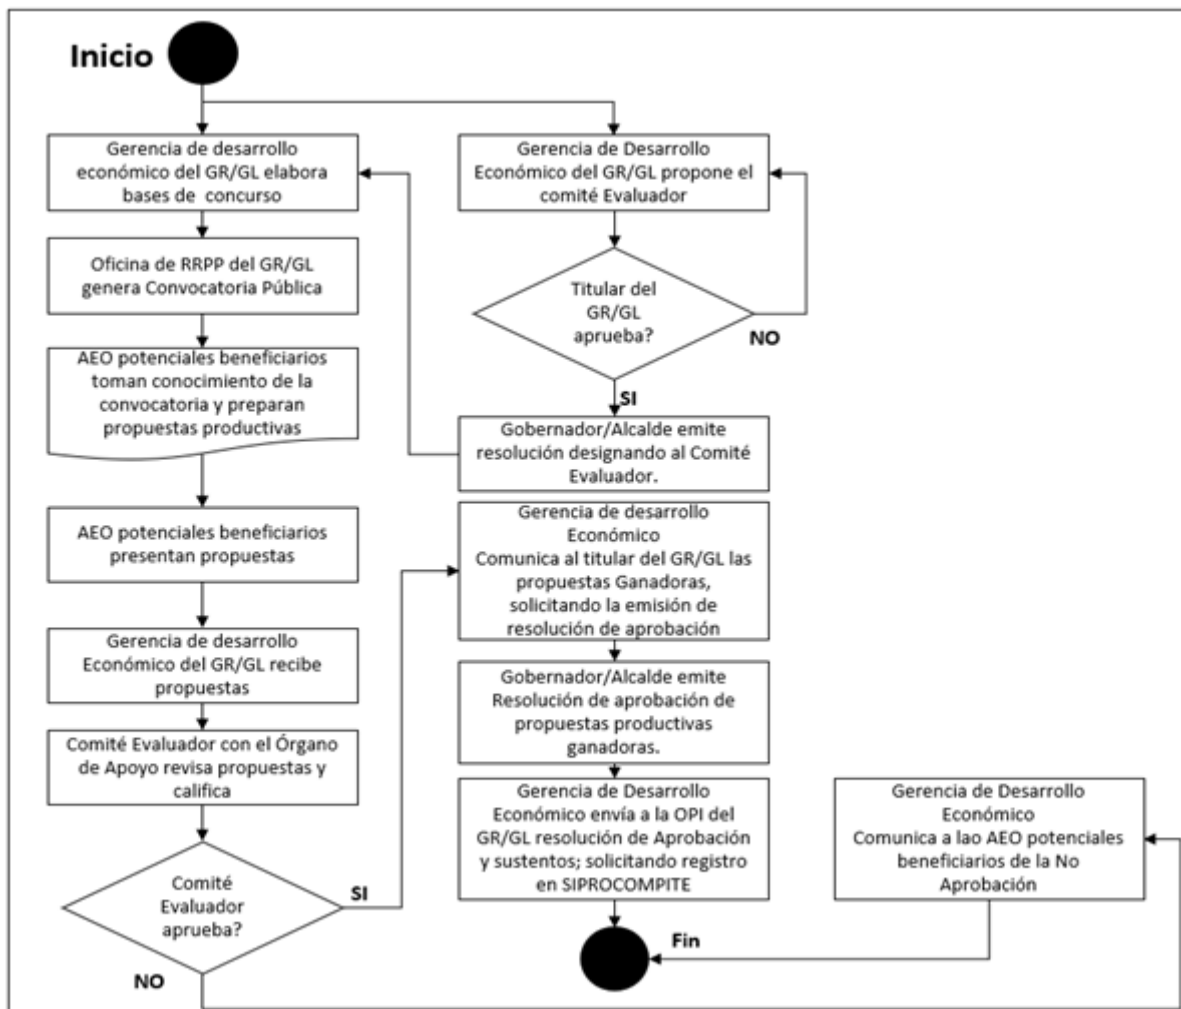 Inicio
Gerencia de desarrollo
económico del GR/GL elabora
bases de concurso
Oficina de RRPP del GR/GL
genera Convocatoria Pública
AEO potenciales beneficiarios
toman conocimiento de la
convocatoria y preparan
propuestas productivas
AEO potenciales beneficiarios
presentan propuestas
Gerencia de desarrollo
Económico del GR/GL recibe
propuestas
Comité Evaluador con el Órgano
de Apoyo revisa propuestas y
califica
Comité
Evaluador
aprueba?
SI
NO
Gerencia de Desarrollo
Económico del GR/GL propone el
comité Evaluador
Titular del
GR/GL
aprueba?
NO
SI
Gobernador/Alcalde emite
resolución designando al Comité
Evaluador.
Gerencia de desarrollo
Económico
Comunica al titular del GR/GL las
propuestas Ganadoras,
solicitando la emisión de
resolución de aprobación
Gobernador/Alcalde emite
Resolución de aprobación de
propuestas productivas
ganadoras.
Gerencia de Desarrollo
Económico envía a la OPI del
GR/GL resolución de Aprobación
y sustentos; solicitando registro
en SIPROCOMPITE
Gerencia de Desarrollo
Económico
Comunica a lao AEO potenciales
beneficiarios de la No
Aprobación
Fin